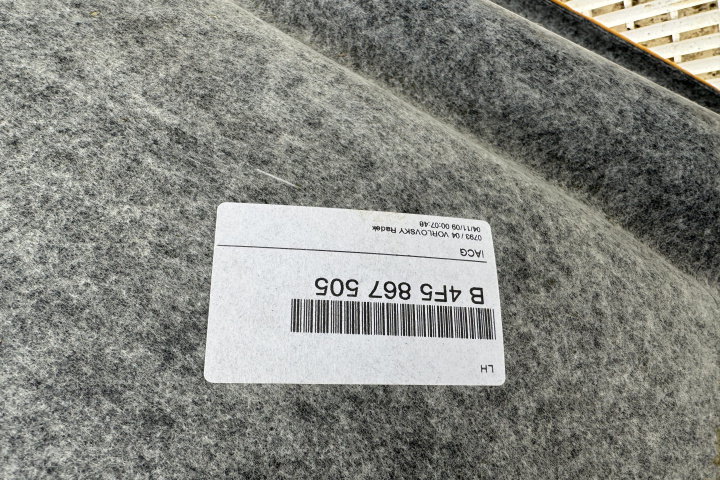 LH
B 4F5 867 505
IACG
0793 / 04 VORLOVSKY Radek
04/11/09 00:07:48